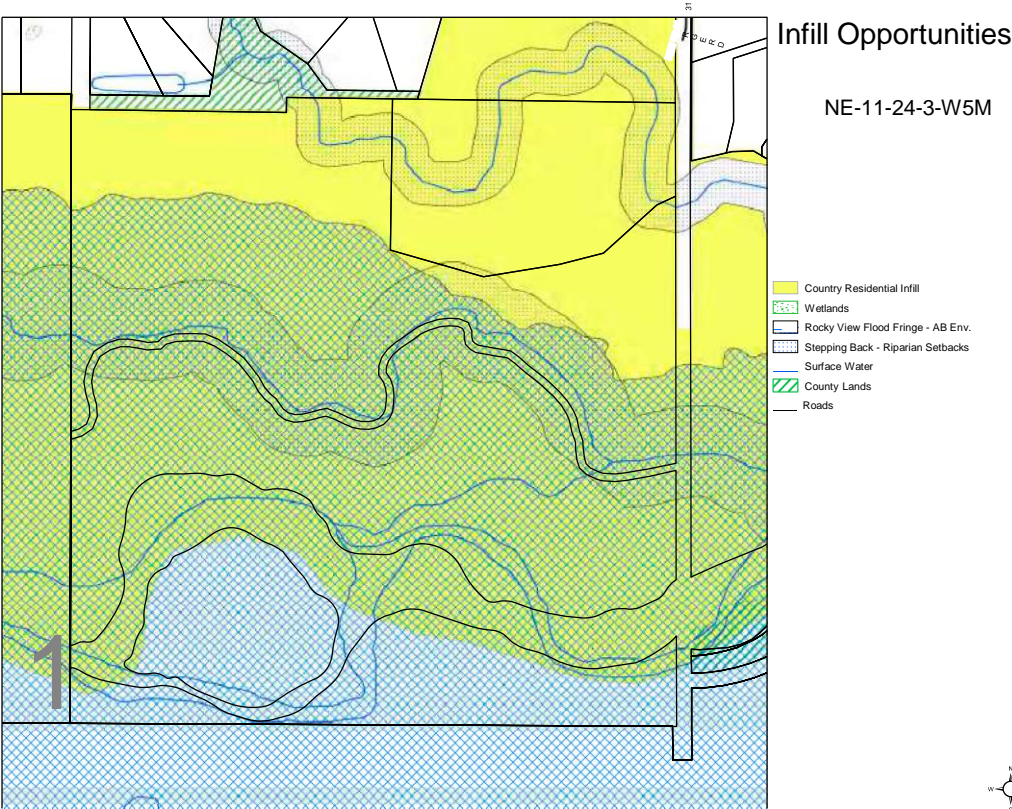 31
Infill Opportunities
NE-11-24-3-W5M
Country Residential Infill
Wetlands
Rocky View Flood Fringe - AB Env.
Stepping Back - Riparian Setbacks
Surface Water
County Lands
Roads
1
N
W